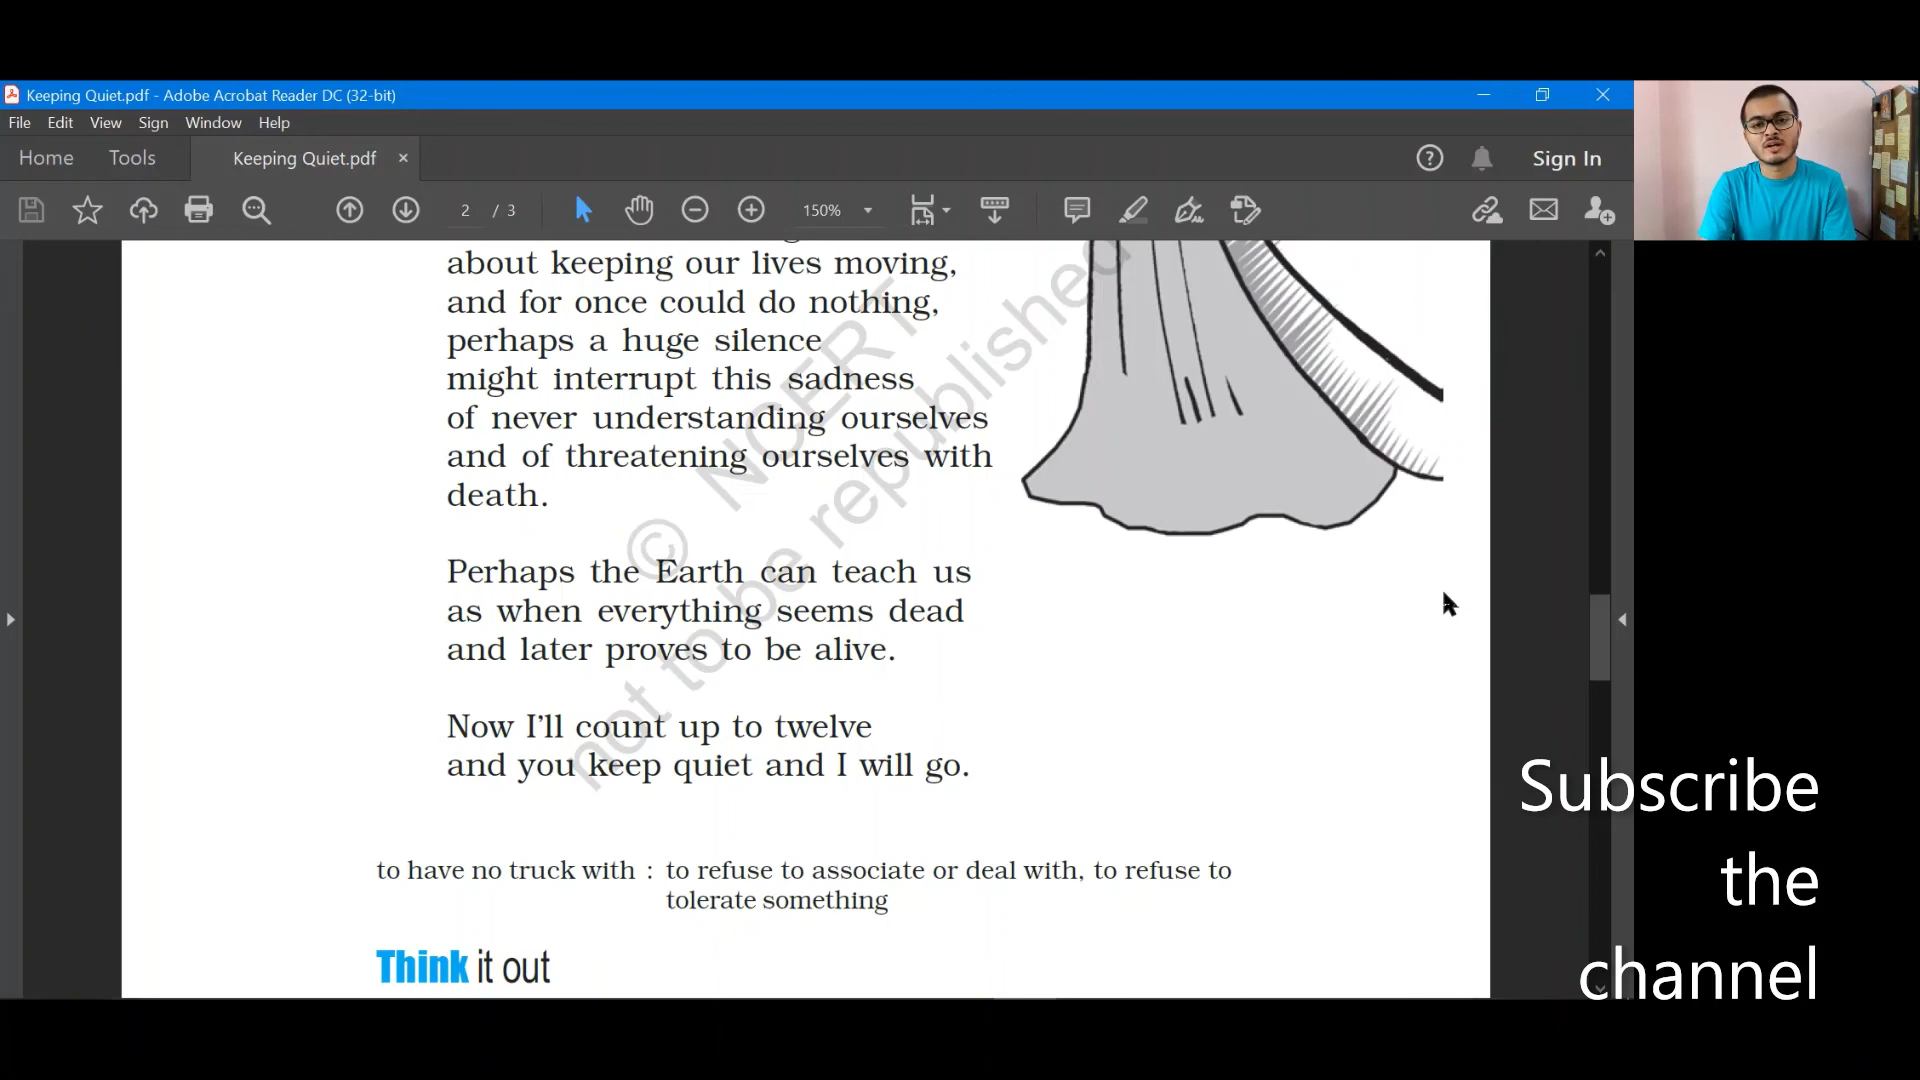 Keeping Quiet.pdf - Adobe Acrobat Reader DC (32-bit)
File Edit View Sign Window Help
Home Tools Keeping Quiet.pdf × Sign In
2 / 3 150%
about keeping our lives moving,
and for once could do nothing,
perhaps a huge silence
might interrupt this sadness
of never understanding ourselves
and of threatening ourselves with
death.
Perhaps the Earth can teach us
as when everything seems dead
and later proves to be alive.
Now I'll count up to twelve
and you keep quiet and I will go.
© NCERT
not to be republished
to have no truck with : to refuse to associate or deal with, to refuse to
tolerate something
Think it out
Subscribe
the
channel